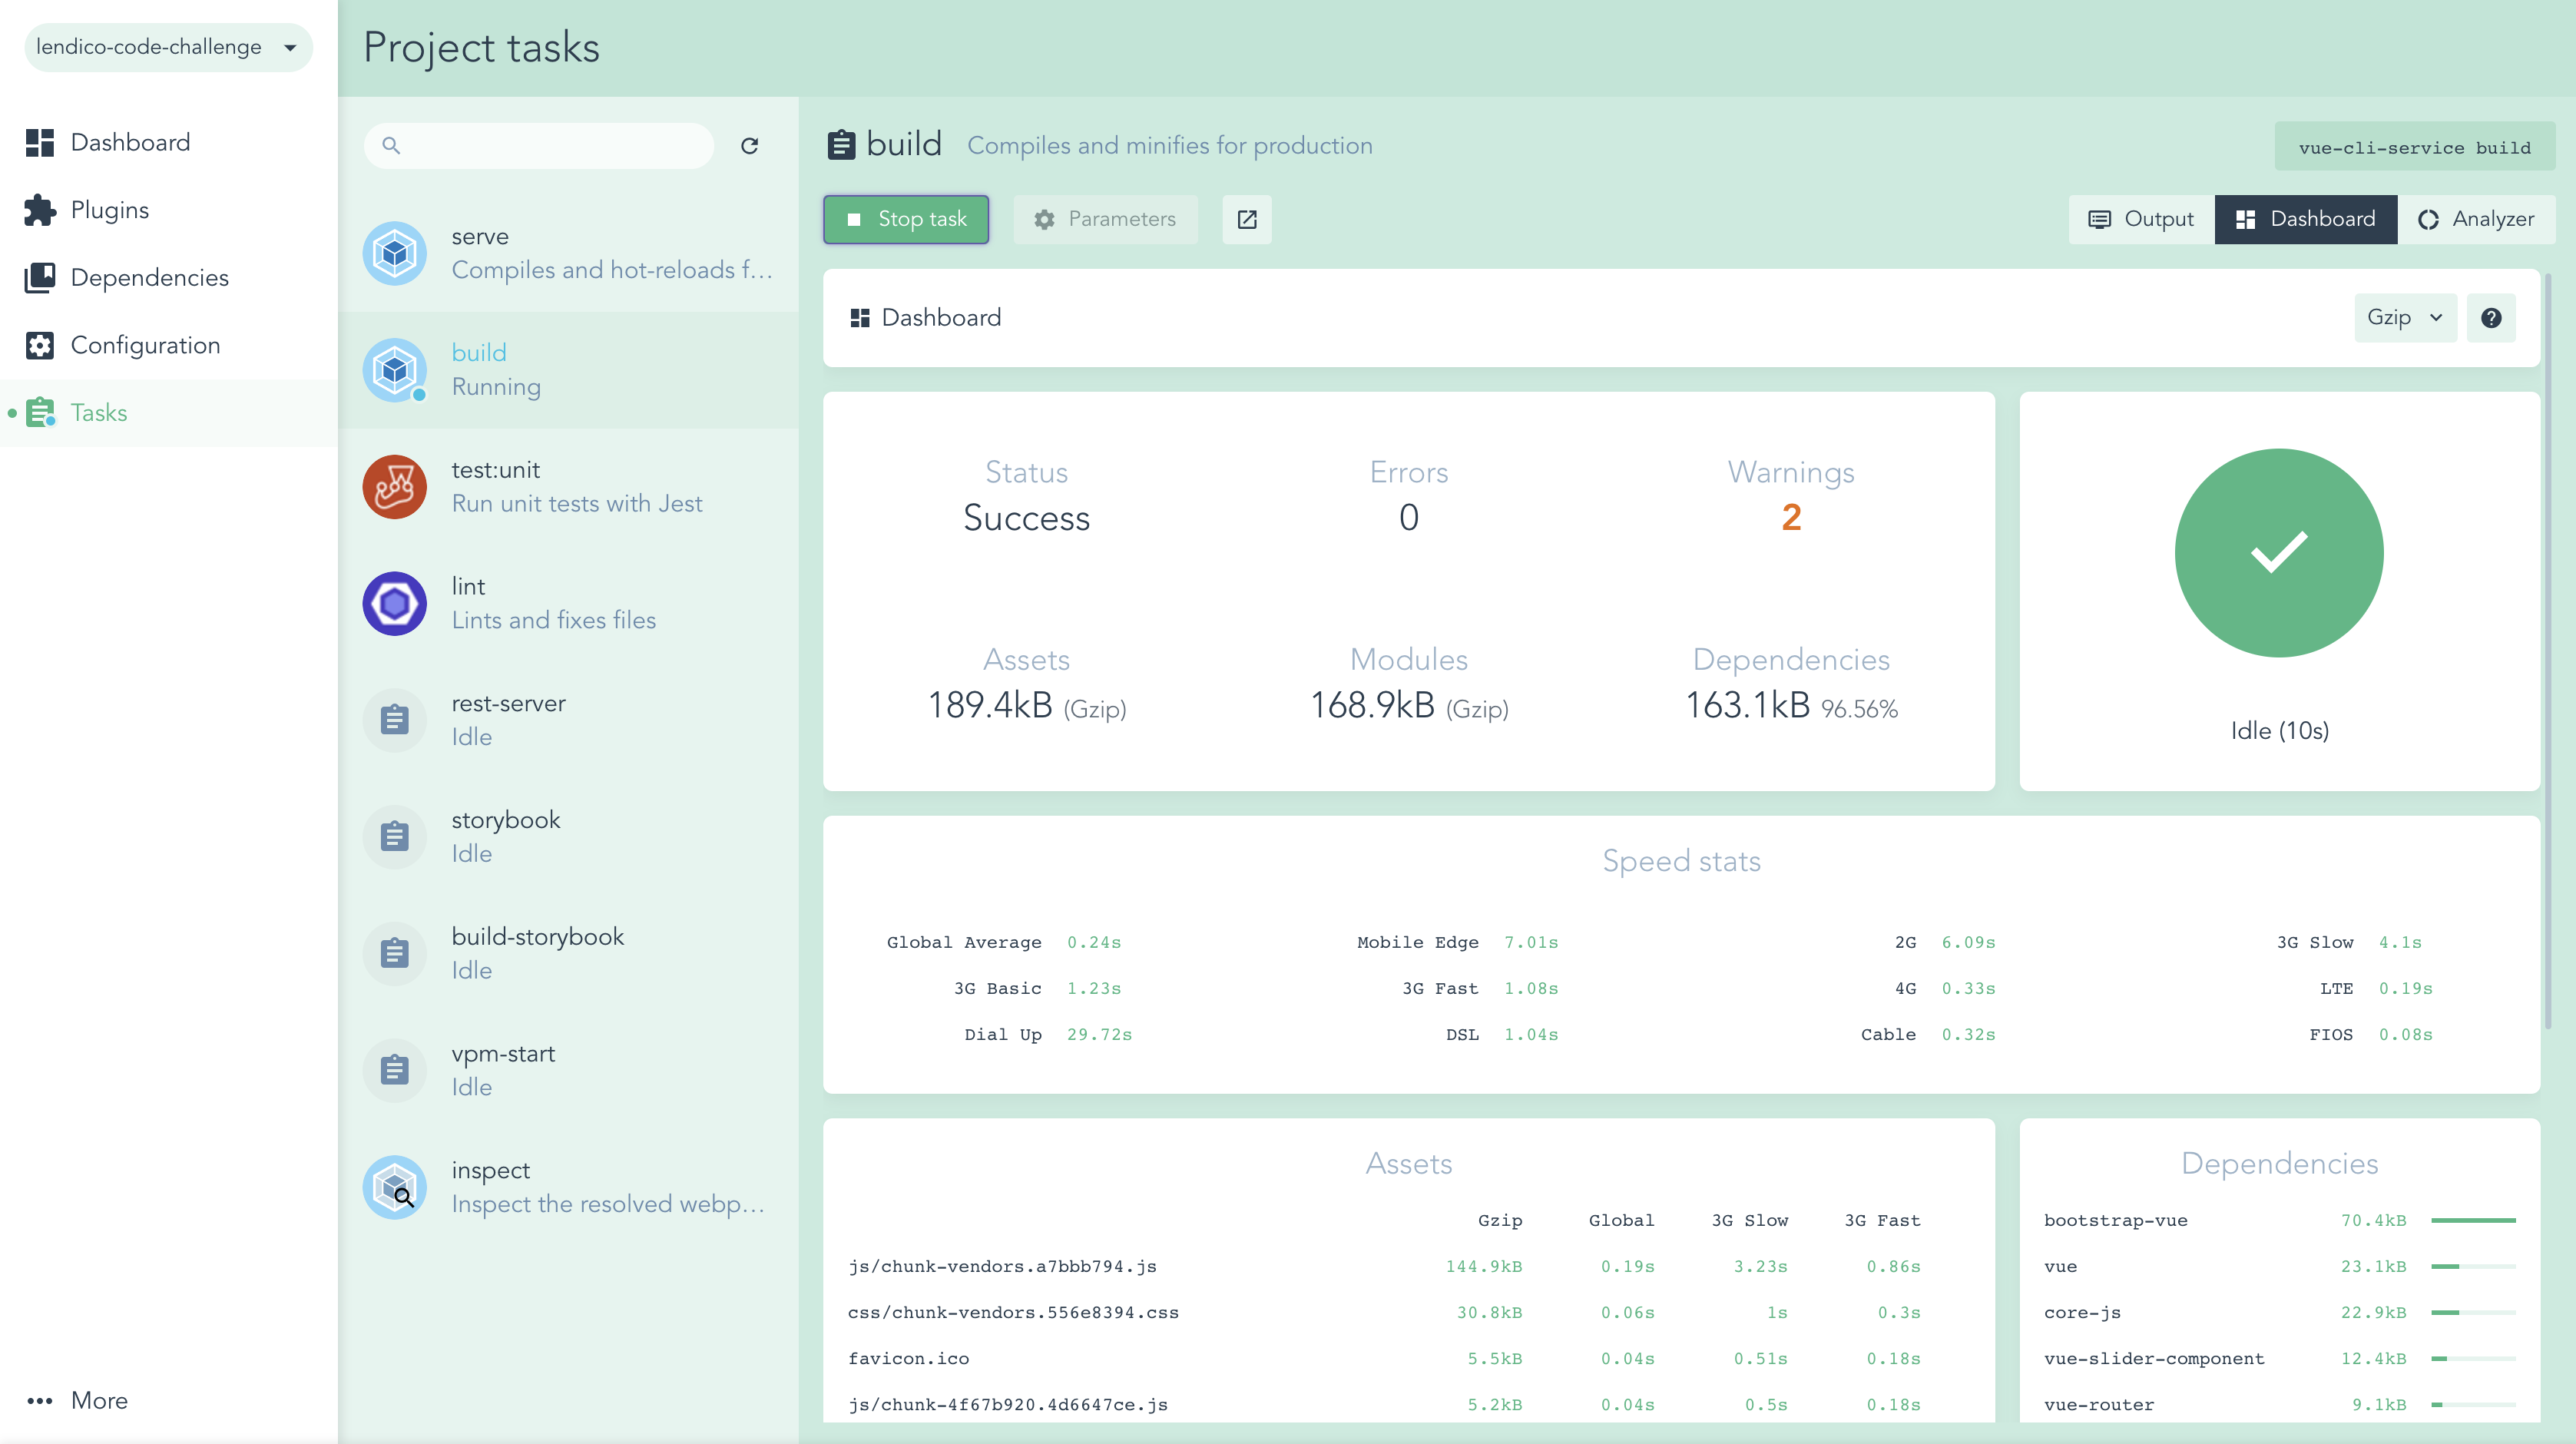 lendico-code-challenge
Dashboard
Plugins
Dependencies
Configuration
Tasks
More
Project tasks
serve
Compiles and hot-reloads f…
build
Running
test:unit
Run unit tests with Jest
lint
Lints and fixes files
rest-server
Idle
storybook
Idle
build-storybook
Idle
vpm-start
Idle
inspect
Inspect the resolved webp…
build Compiles and minifies for production
vue-cli-service build
Stop task Parameters
Output Dashboard Analyzer
Dashboard
Gzip
Status Errors Warnings
Success 0 2
Assets Modules Dependencies
189.4kB (Gzip) 168.9kB (Gzip) 163.1kB 96.56%
Idle (10s)
Speed stats
Global Average 0.24s Mobile Edge 7.01s 2G 6.09s 3G Slow 4.1s
3G Basic 1.23s 3G Fast 1.08s 4G 0.33s LTE 0.19s
Dial Up 29.72s DSL 1.04s Cable 0.32s FIOS 0.08s
Assets
Gzip Global 3G Slow 3G Fast
js/chunk-vendors.a7bbb794.js 144.9kB 0.19s 3.23s 0.86s
css/chunk-vendors.556e8394.css 30.8kB 0.06s 1s 0.3s
favicon.ico 5.5kB 0.04s 0.51s 0.18s
js/chunk-4f67b920.4d6647ce.js 5.2kB 0.04s 0.5s 0.18s
Dependencies
bootstrap-vue 70.4kB
vue 23.1kB
core-js 22.9kB
vue-slider-component 12.4kB
vue-router 9.1kB